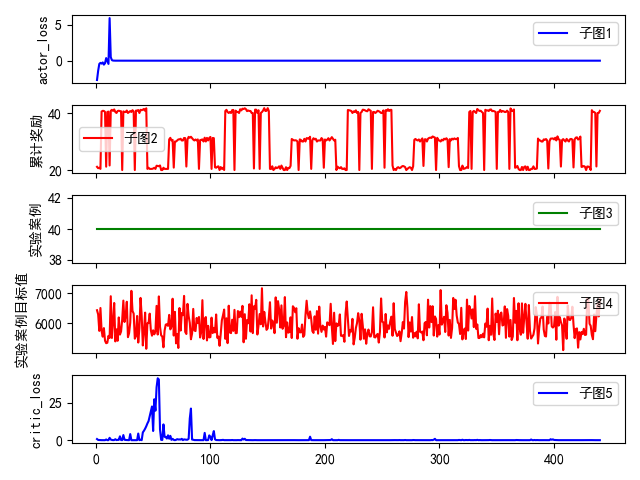 actor_loss
5
0
子图1
累计奖励
40
20
子图2
实验案例
42
40
38
子图3
实验案例目标值
7000
6000
子图4
critic_loss
25
0
子图5
0 100 200 300 400